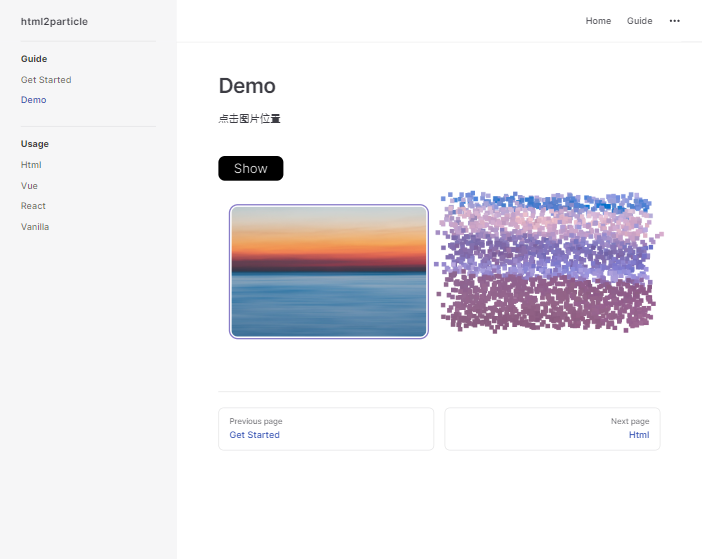 html2particle
Guide
Get Started
Demo
Usage
Html
Vue
React
Vanilla
Home
Guide
Demo
点击图片位置
Show
Previous page
Get Started
Next page
Html